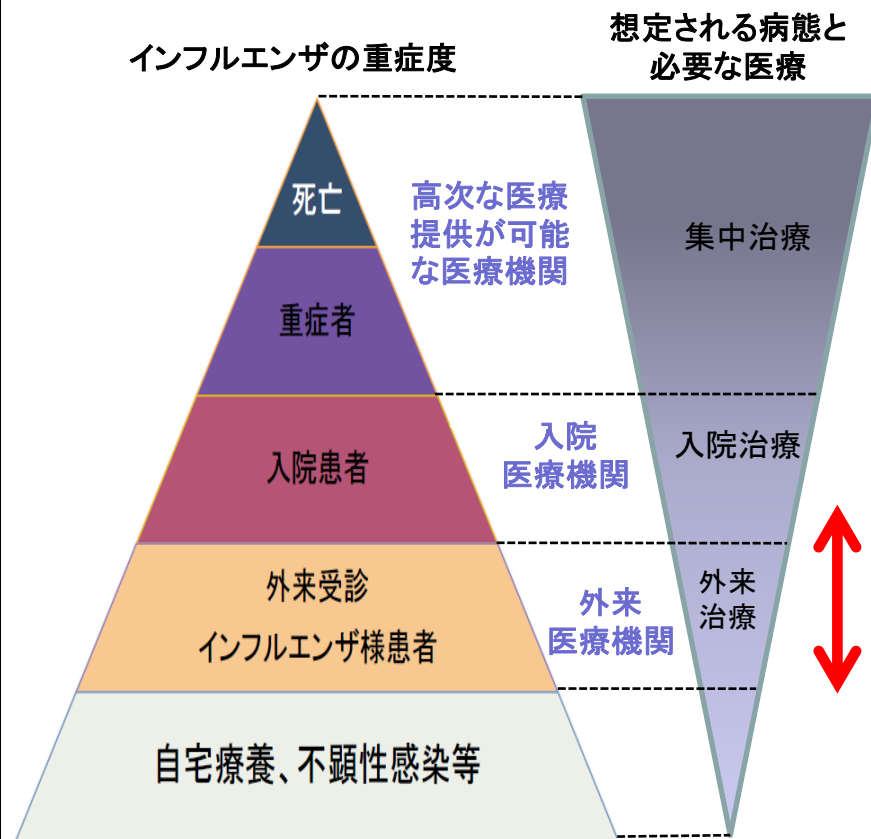 インフルエンザの重症度
想定される病態と
必要な医療
死亡
高次な医療
提供が可能
な医療機関
集中治療
重症者
入院患者
入院
医療機関
入院治療
外来受診
インフルエンザ様患者
外来
医療機関
外来
治療
自宅療養、不顕性感染等